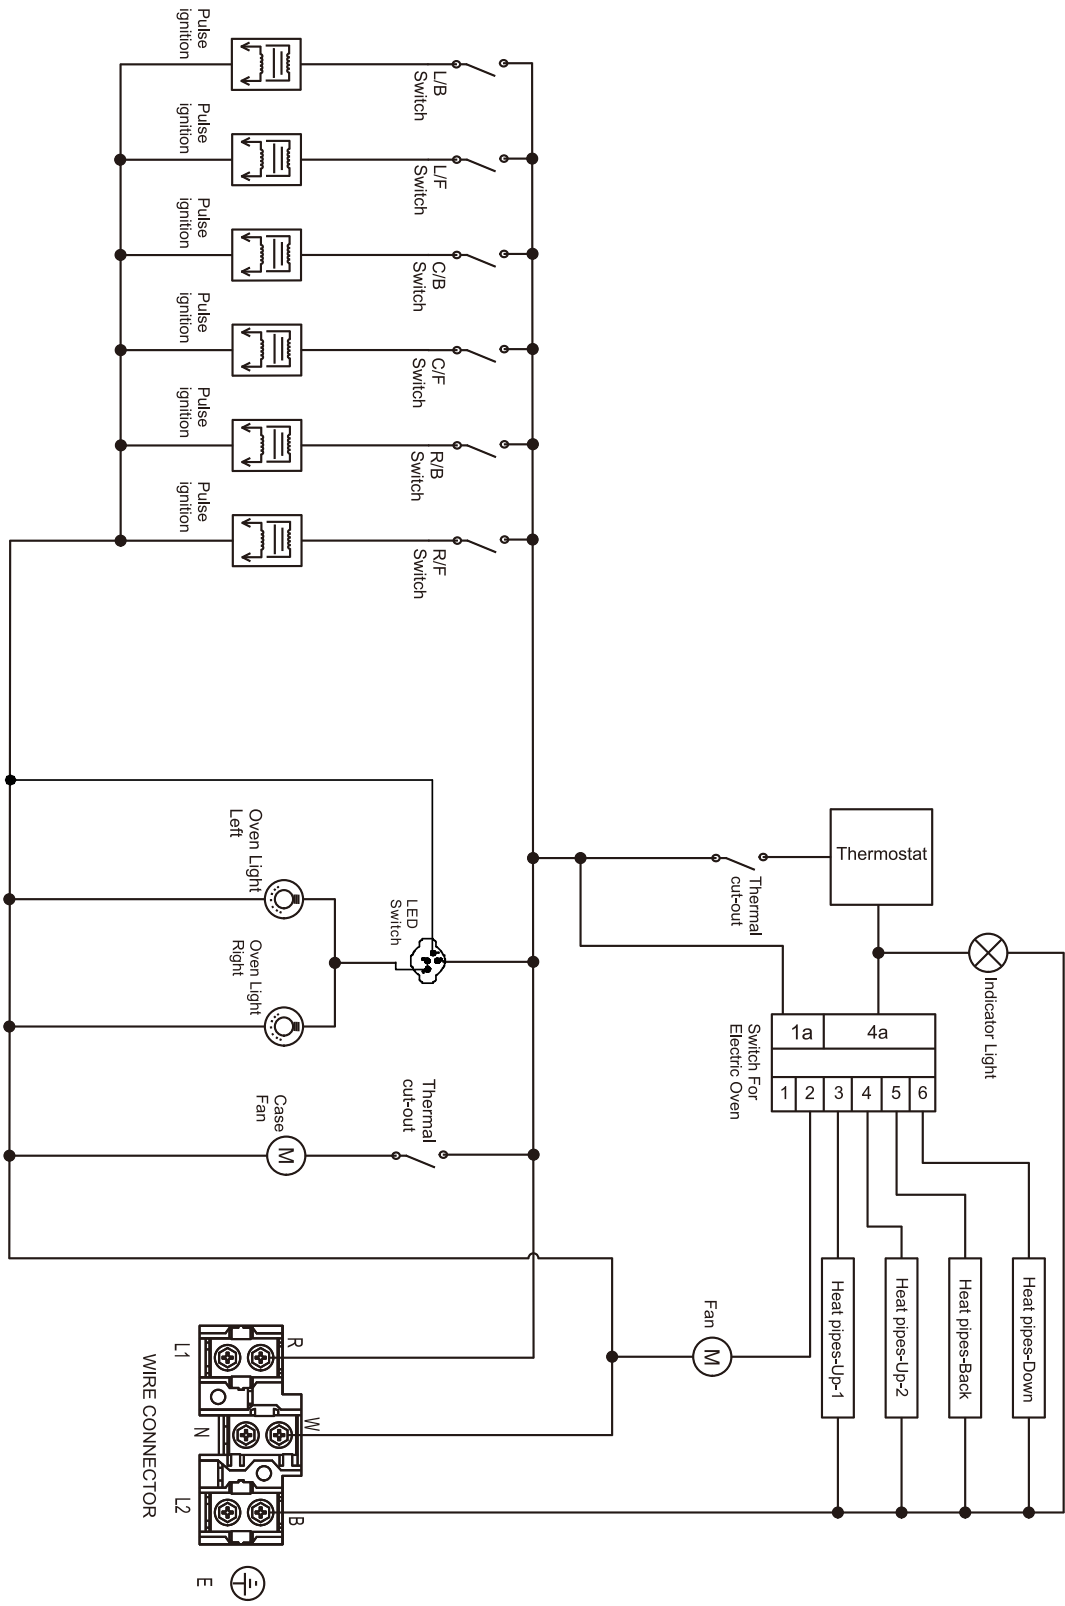 Pulse
ignition
L/B
Switch
Pulse
ignition
L/F
Switch
Pulse
ignition
C/B
Switch
Pulse
ignition
C/F
Switch
Pulse
ignition
R/B
Switch
Pulse
ignition
R/F
Switch
Thermostat
Thermal
cut-out
Indicator Light
Oven Light
Left
LED
Switch
Oven Light
Right
1a
4a
Switch For
Electric Oven
1
2
3
4
5
6
Thermal
cut-out
Case
Fan
M
Heat pipes-Up-1
Heat pipes-Up-2
Heat pipes-Back
Heat pipes-Down
Fan
M
R
L1
W
N
B
L2
WIRE CONNECTOR
E